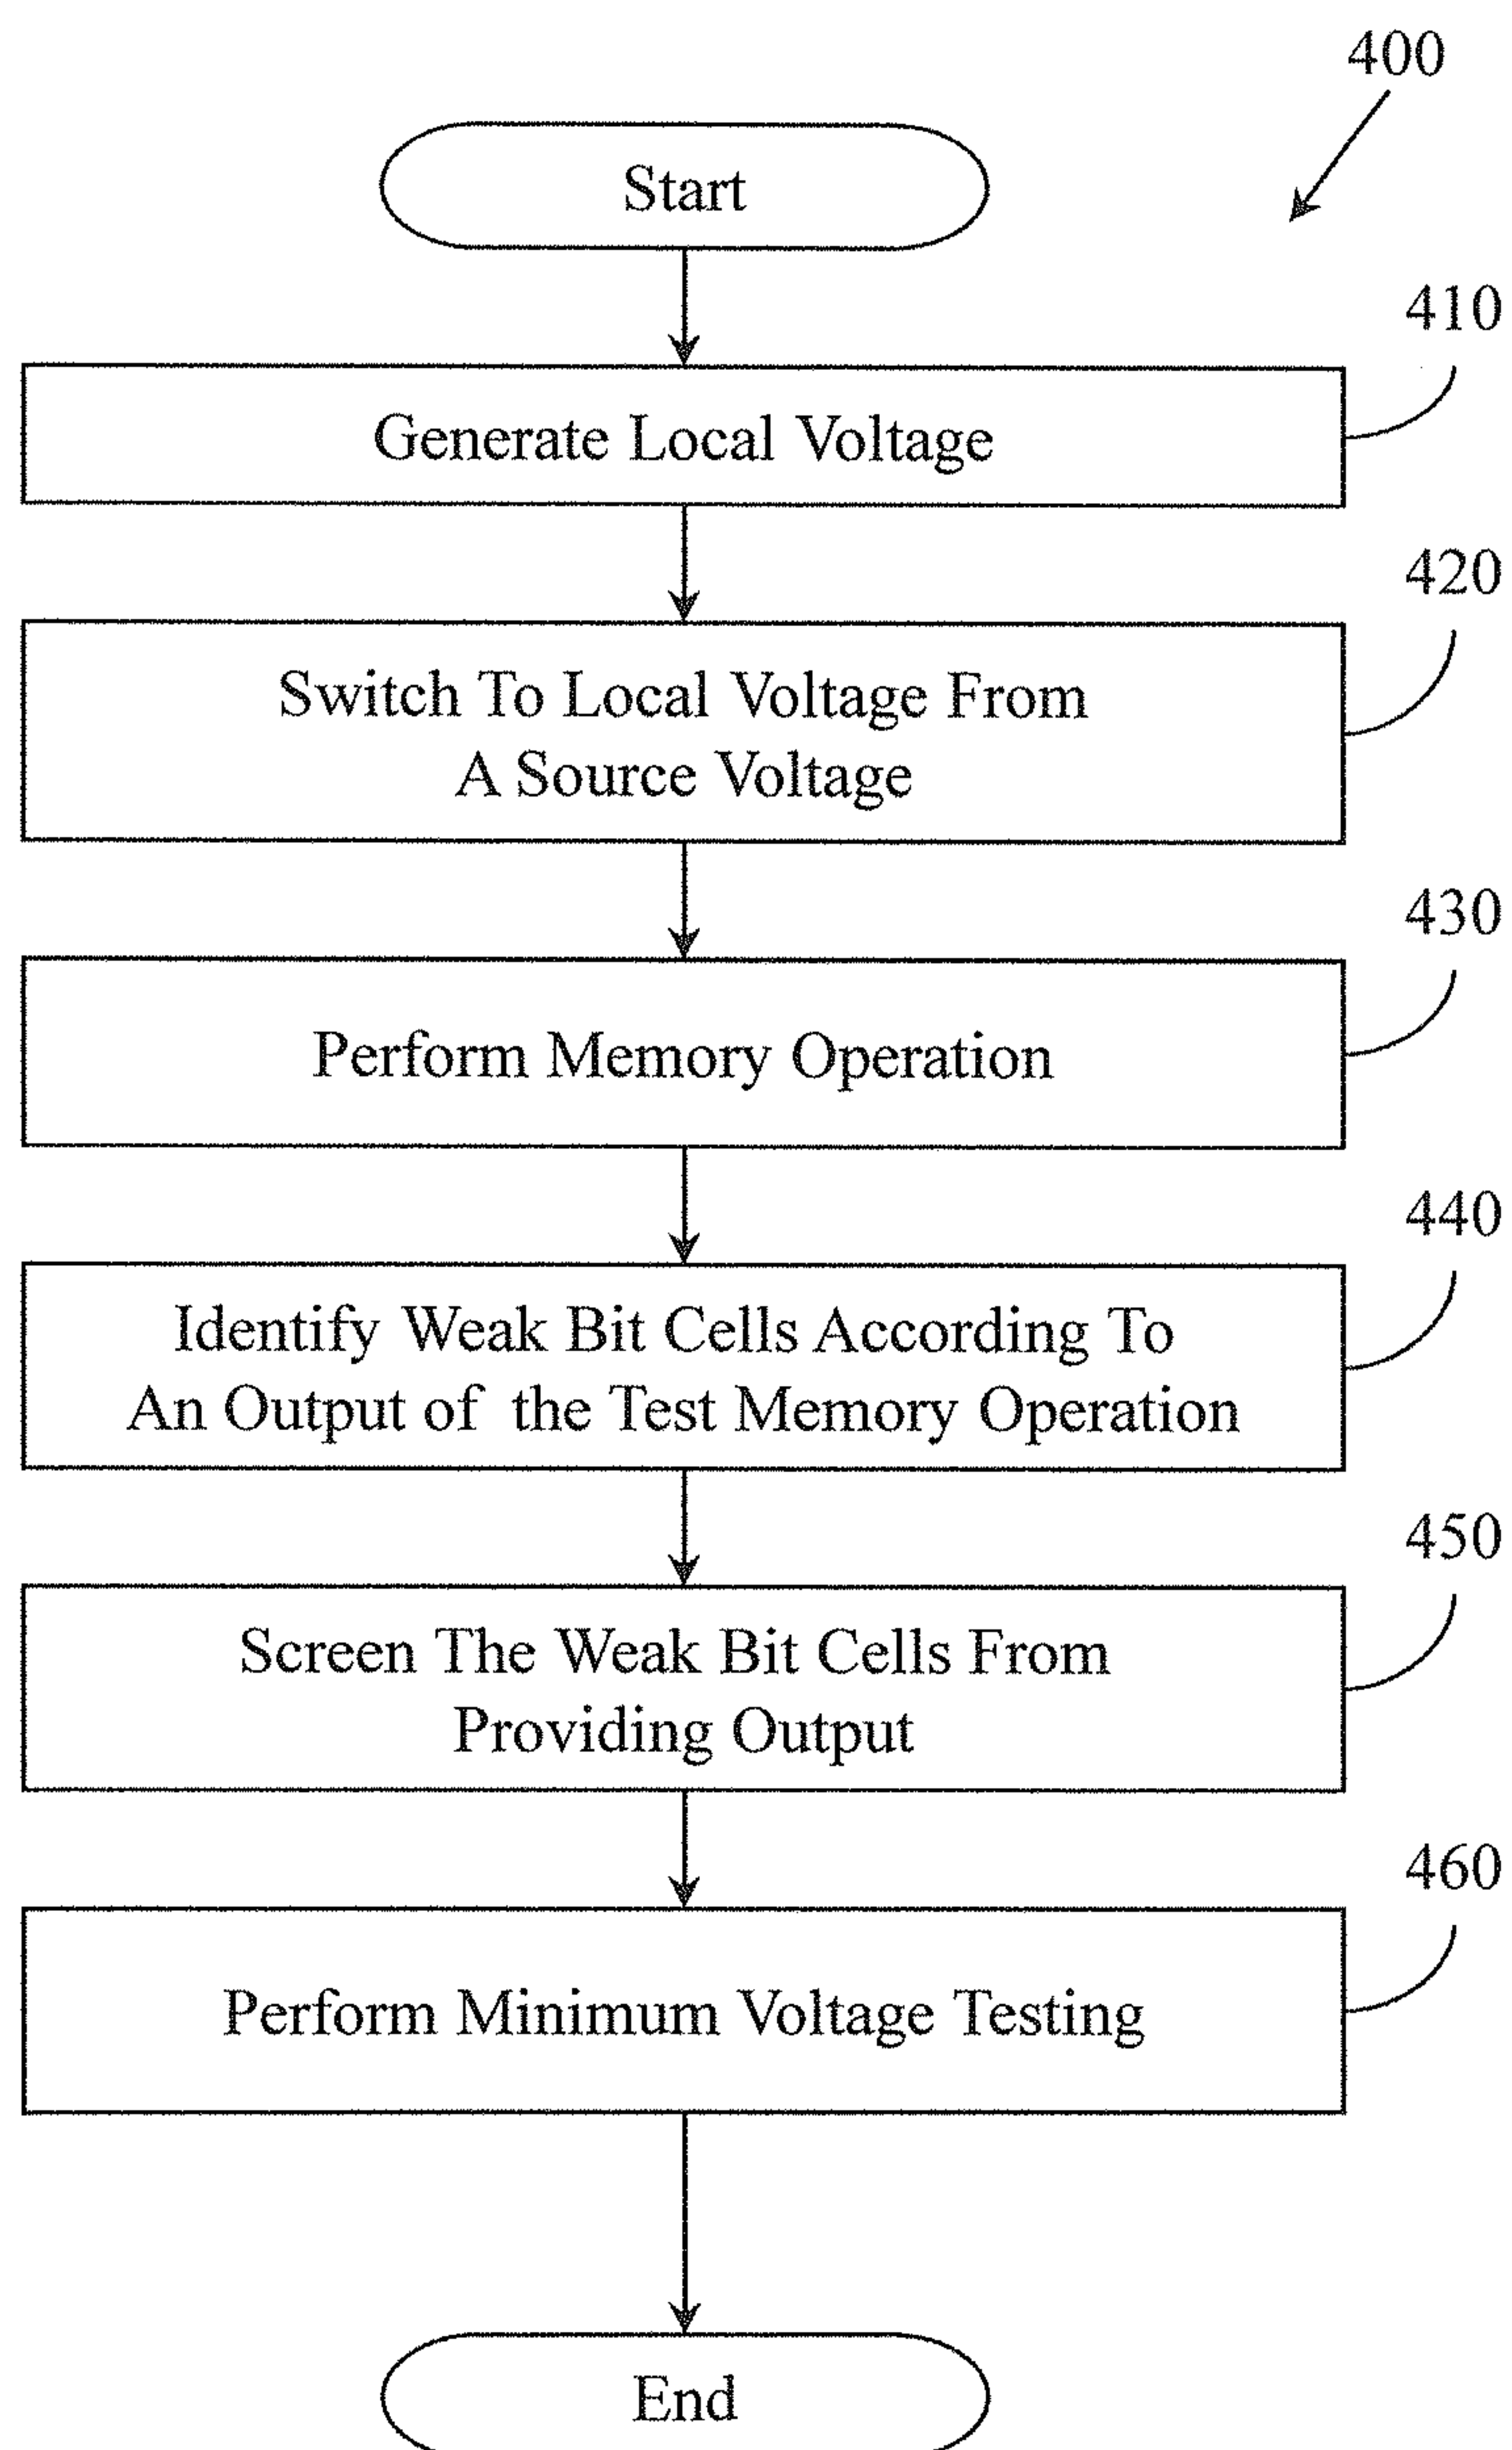 400
Start
410
Generate Local Voltage
420
Switch To Local Voltage From
A Source Voltage
430
Perform Memory Operation
440
Identify Weak Bit Cells According To
An Output of the Test Memory Operation
450
Screen The Weak Bit Cells From
Providing Output
460
Perform Minimum Voltage Testing
End